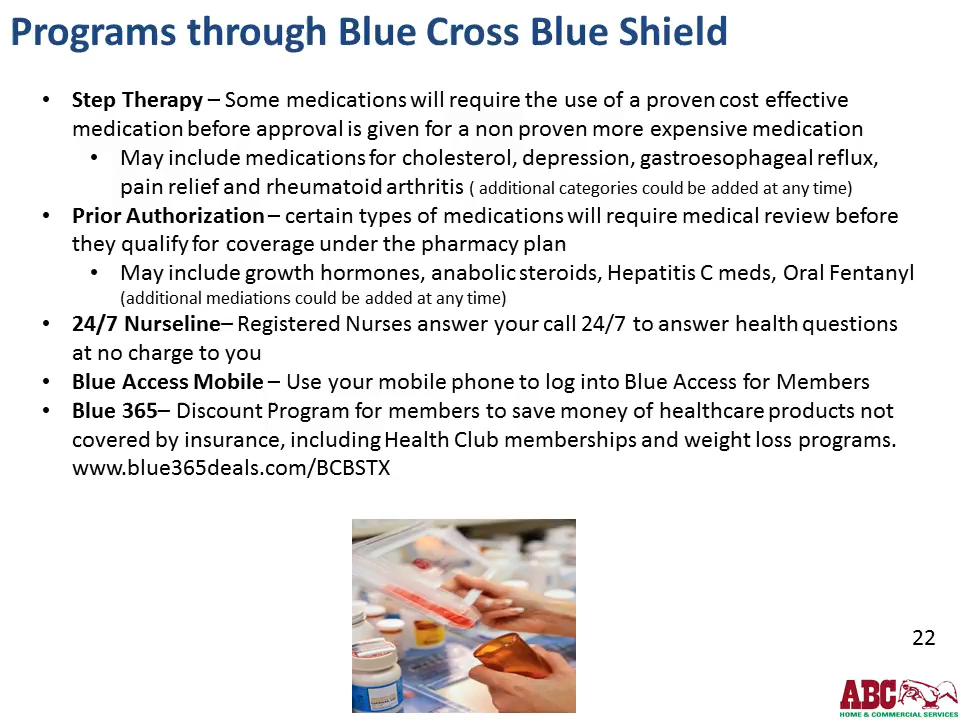 Programs through Blue Cross Blue Shield
• Step Therapy – Some medications will require the use of a proven cost effective
medication before approval is given for a non proven more expensive medication
• May include medications for cholesterol, depression, gastroesophageal reflux,
pain relief and rheumatoid arthritis ( additional categories could be added at any time)
• Prior Authorization – certain types of medications will require medical review before
they qualify for coverage under the pharmacy plan
• May include growth hormones, anabolic steroids, Hepatitis C meds, Oral Fentanyl
(additional mediations could be added at any time)
• 24/7 Nurseline– Registered Nurses answer your call 24/7 to answer health questions
at no charge to you
• Blue Access Mobile – Use your mobile phone to log into Blue Access for Members
• Blue 365– Discount Program for members to save money of healthcare products not
covered by insurance, including Health Club memberships and weight loss programs.
www.blue365deals.com/BCBSTX
22
ABC
HOME & COMMERCIAL SERVICES